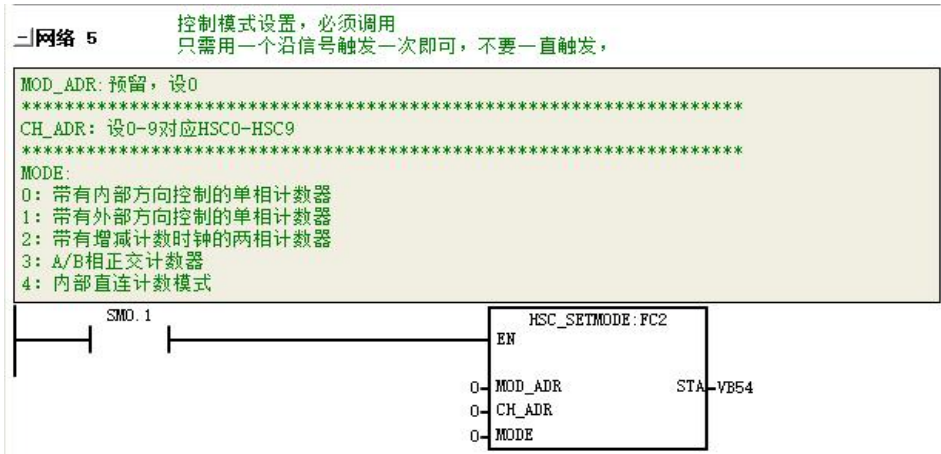 控制模式设置，必须调用
网络 5
只需用一个沿信号触发一次即可，不要一直触发，
MOD_ADR:预留，设0
*******************************************************************
CH_ADR: 设0-9对应HSC0-HSC9
*******************************************************************
MODE:
0: 带有内部方向控制的单相计数器
1: 带有外部方向控制的单相计数器
2: 带有增减计数时钟的两相计数器
3: A/B相正交计数器
4: 内部直连计数模式
SM0.1
HSC_SETMODE:FC2
EN
0 MOD_ADR STA VB54
0 CH_ADR
0 MODE